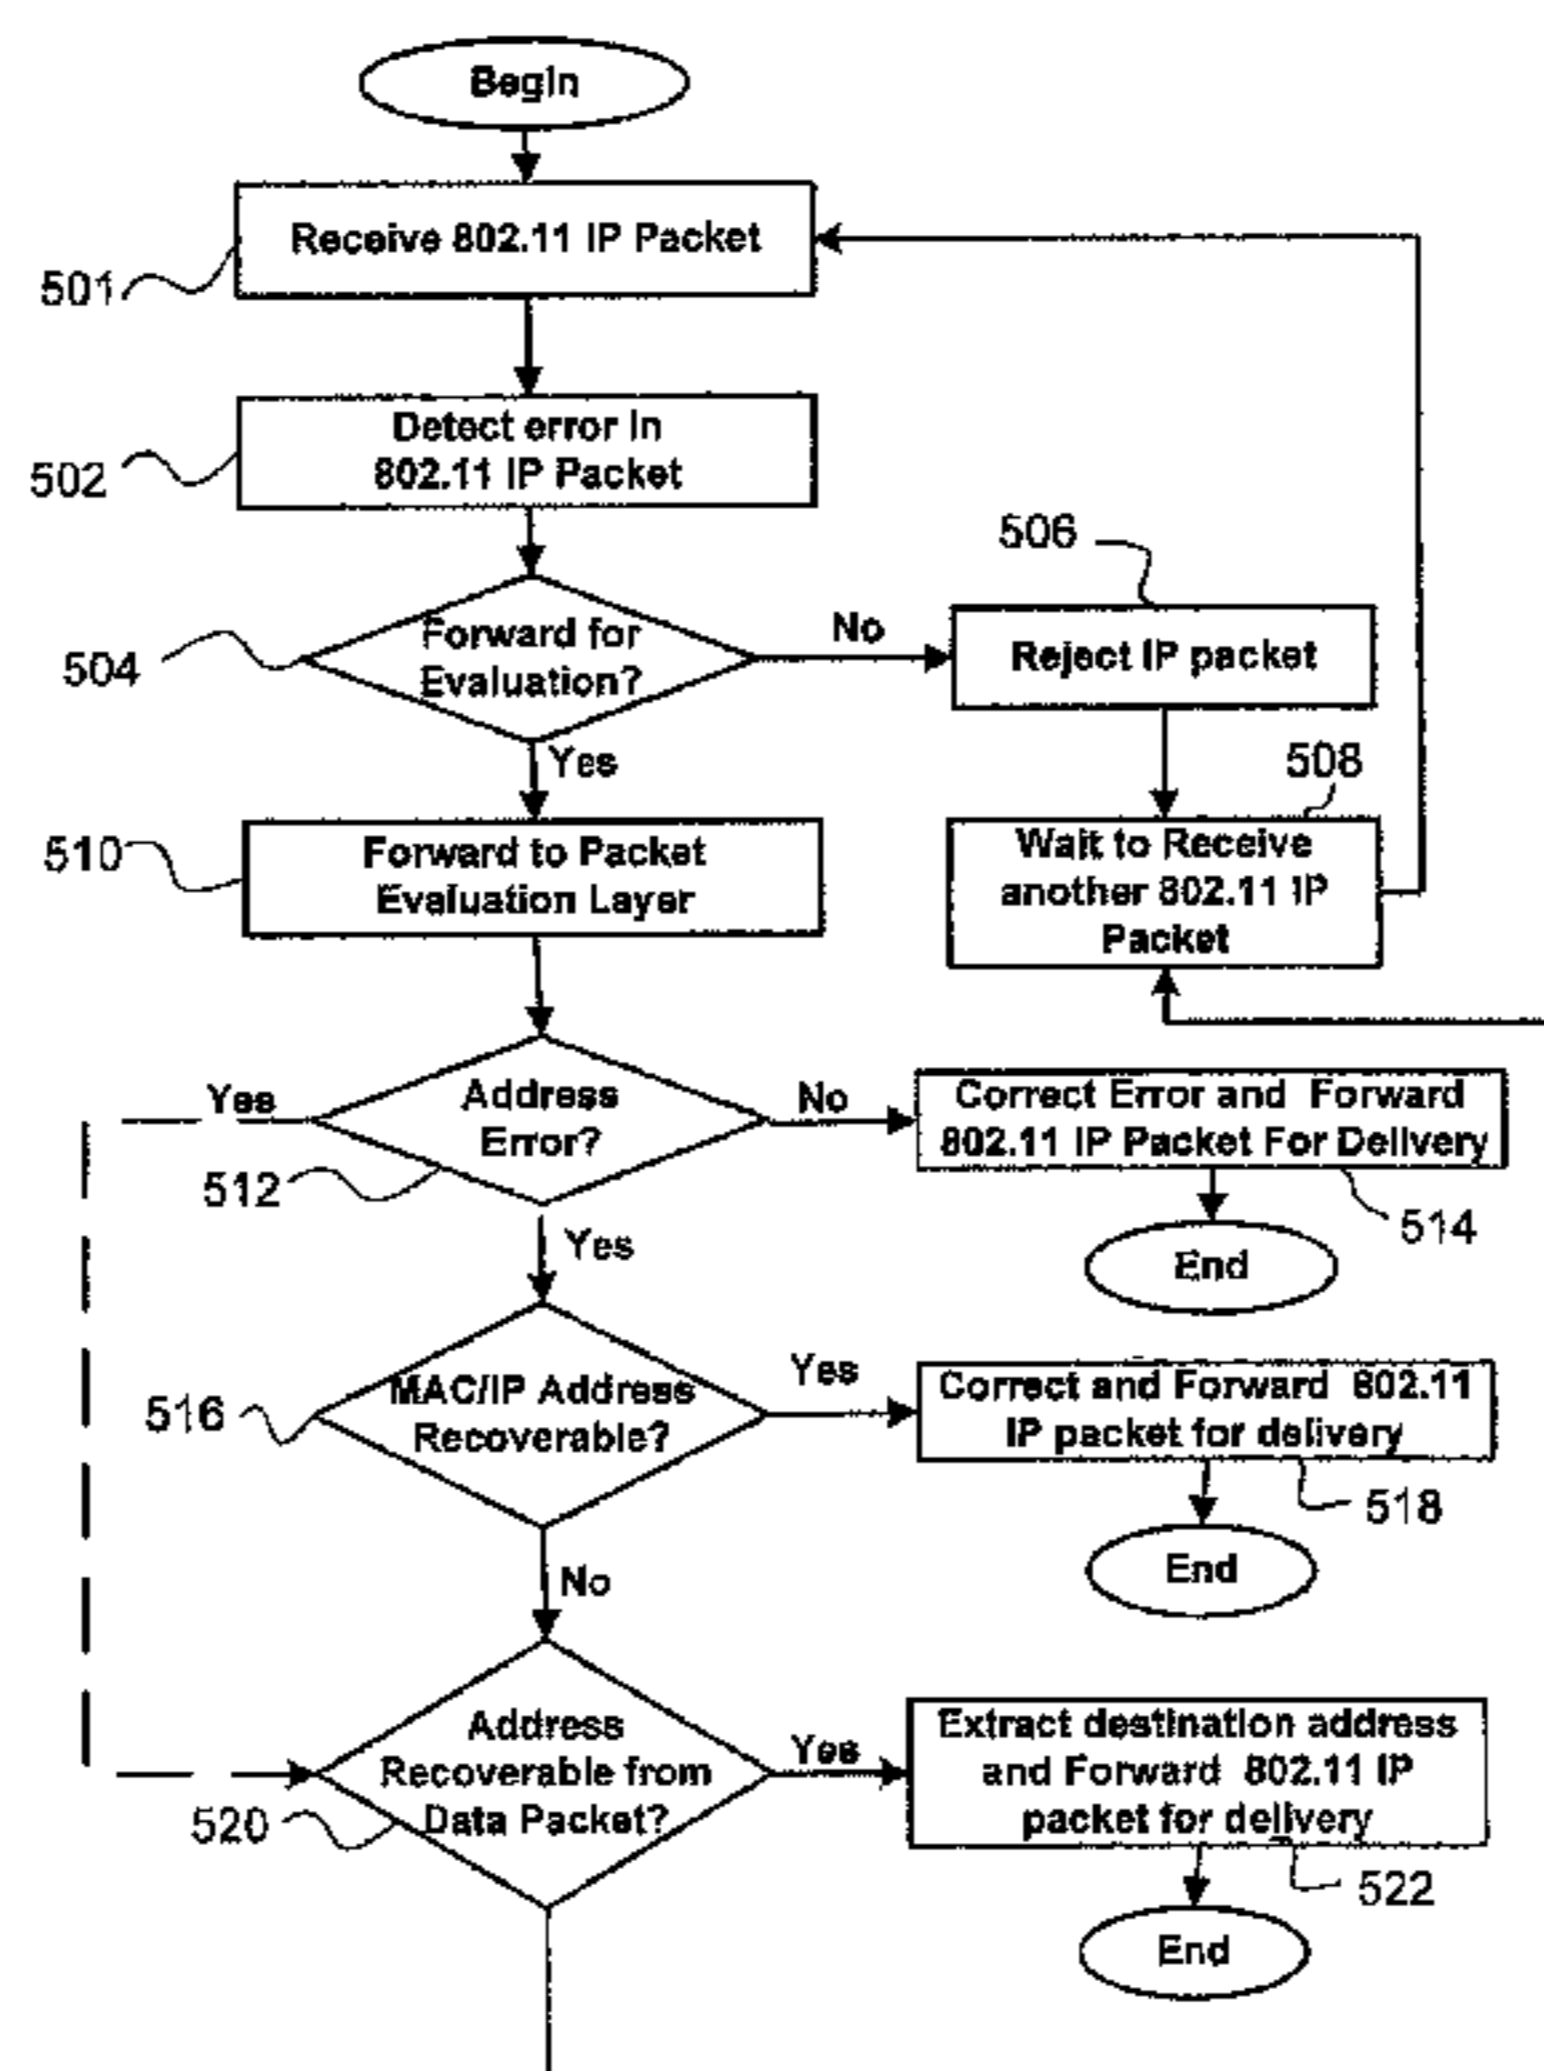 Begin
Receive 802.11 IP Packet
501
Detect error in
802.11 IP Packet
502
506
Forward for
Evaluation?
No
Reject IP packet
504
Yes
508
Forward to Packet
Evaluation Layer
510
Wait to Receive
another 802.11 IP
Packet
Yes
Address
Error?
No
Correct Error and Forward
802.11 IP Packet For Delivery
512
514
Yes
End
MAC/IP Address
Recoverable?
Yes
Correct and Forward 802.11
IP packet for delivery
516
518
No
End
Address
Recoverable from
Data Packet?
Yes
Extract destination address
and Forward 802.11 IP
packet for delivery
520
522
End